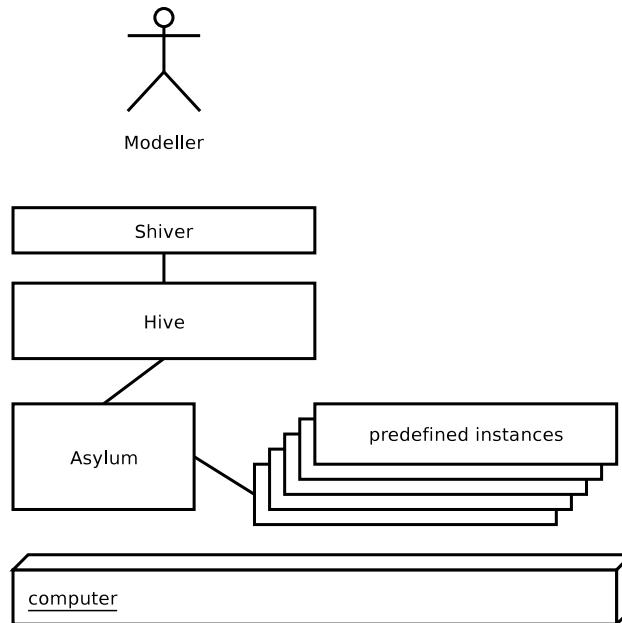 Modeller
Shiver
Hive
predefined instances
Asylum
computer